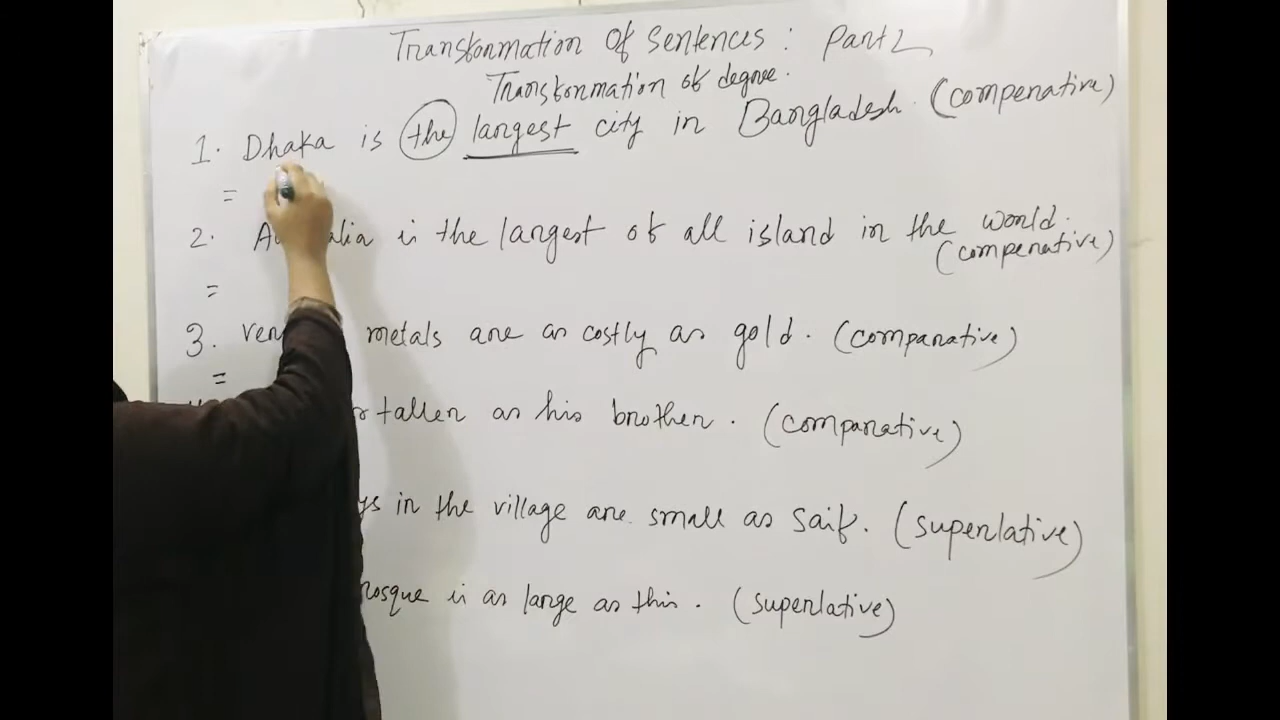 Transformation Of sentences : Part 2
Transformation of degree.
1. Dhaka is the largest city in Bangladesh. (comperative)
=
2. Australia is the largest of all island in the world.
(comperative)
=
3. very metals are as costly as gold. (comparative)
=
taller as his brother. (comparative)
in the village are small as Saif. (superlative)
mosque is as large as this. (superlative)